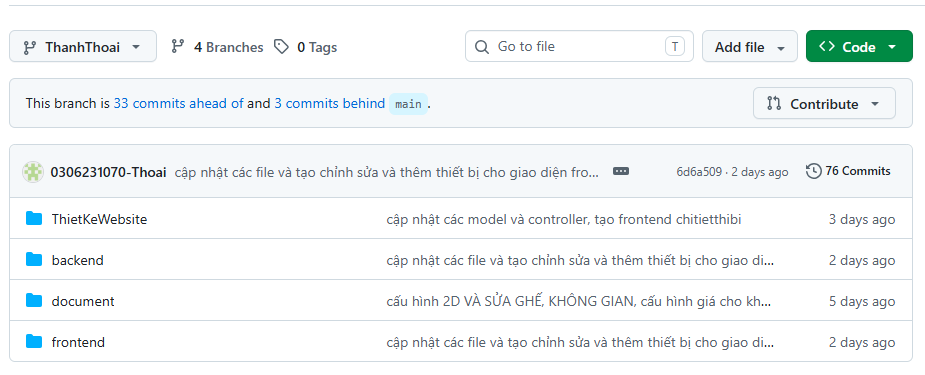 ThanhThoai 4 Branches 0 Tags Go to file T Add file Code
This branch is 33 commits ahead of and 3 commits behind main .
Contribute
0306231070-Thoai cập nhật các file và tạo chỉnh sửa và thêm thiết bị cho giao diện fro... 6d6a509 · 2 days ago 76 Commits
ThietKeWebsite cập nhật các model và controller, tạo frontend chitietthibi 3 days ago
backend cập nhật các file và tạo chỉnh sửa và thêm thiết bị cho giao di... 2 days ago
document cấu hình 2D VÀ SỬA GHẾ, KHÔNG GIAN, cấu hình giá cho kh... 5 days ago
frontend cập nhật các file và tạo chỉnh sửa và thêm thiết bị cho giao di... 2 days ago